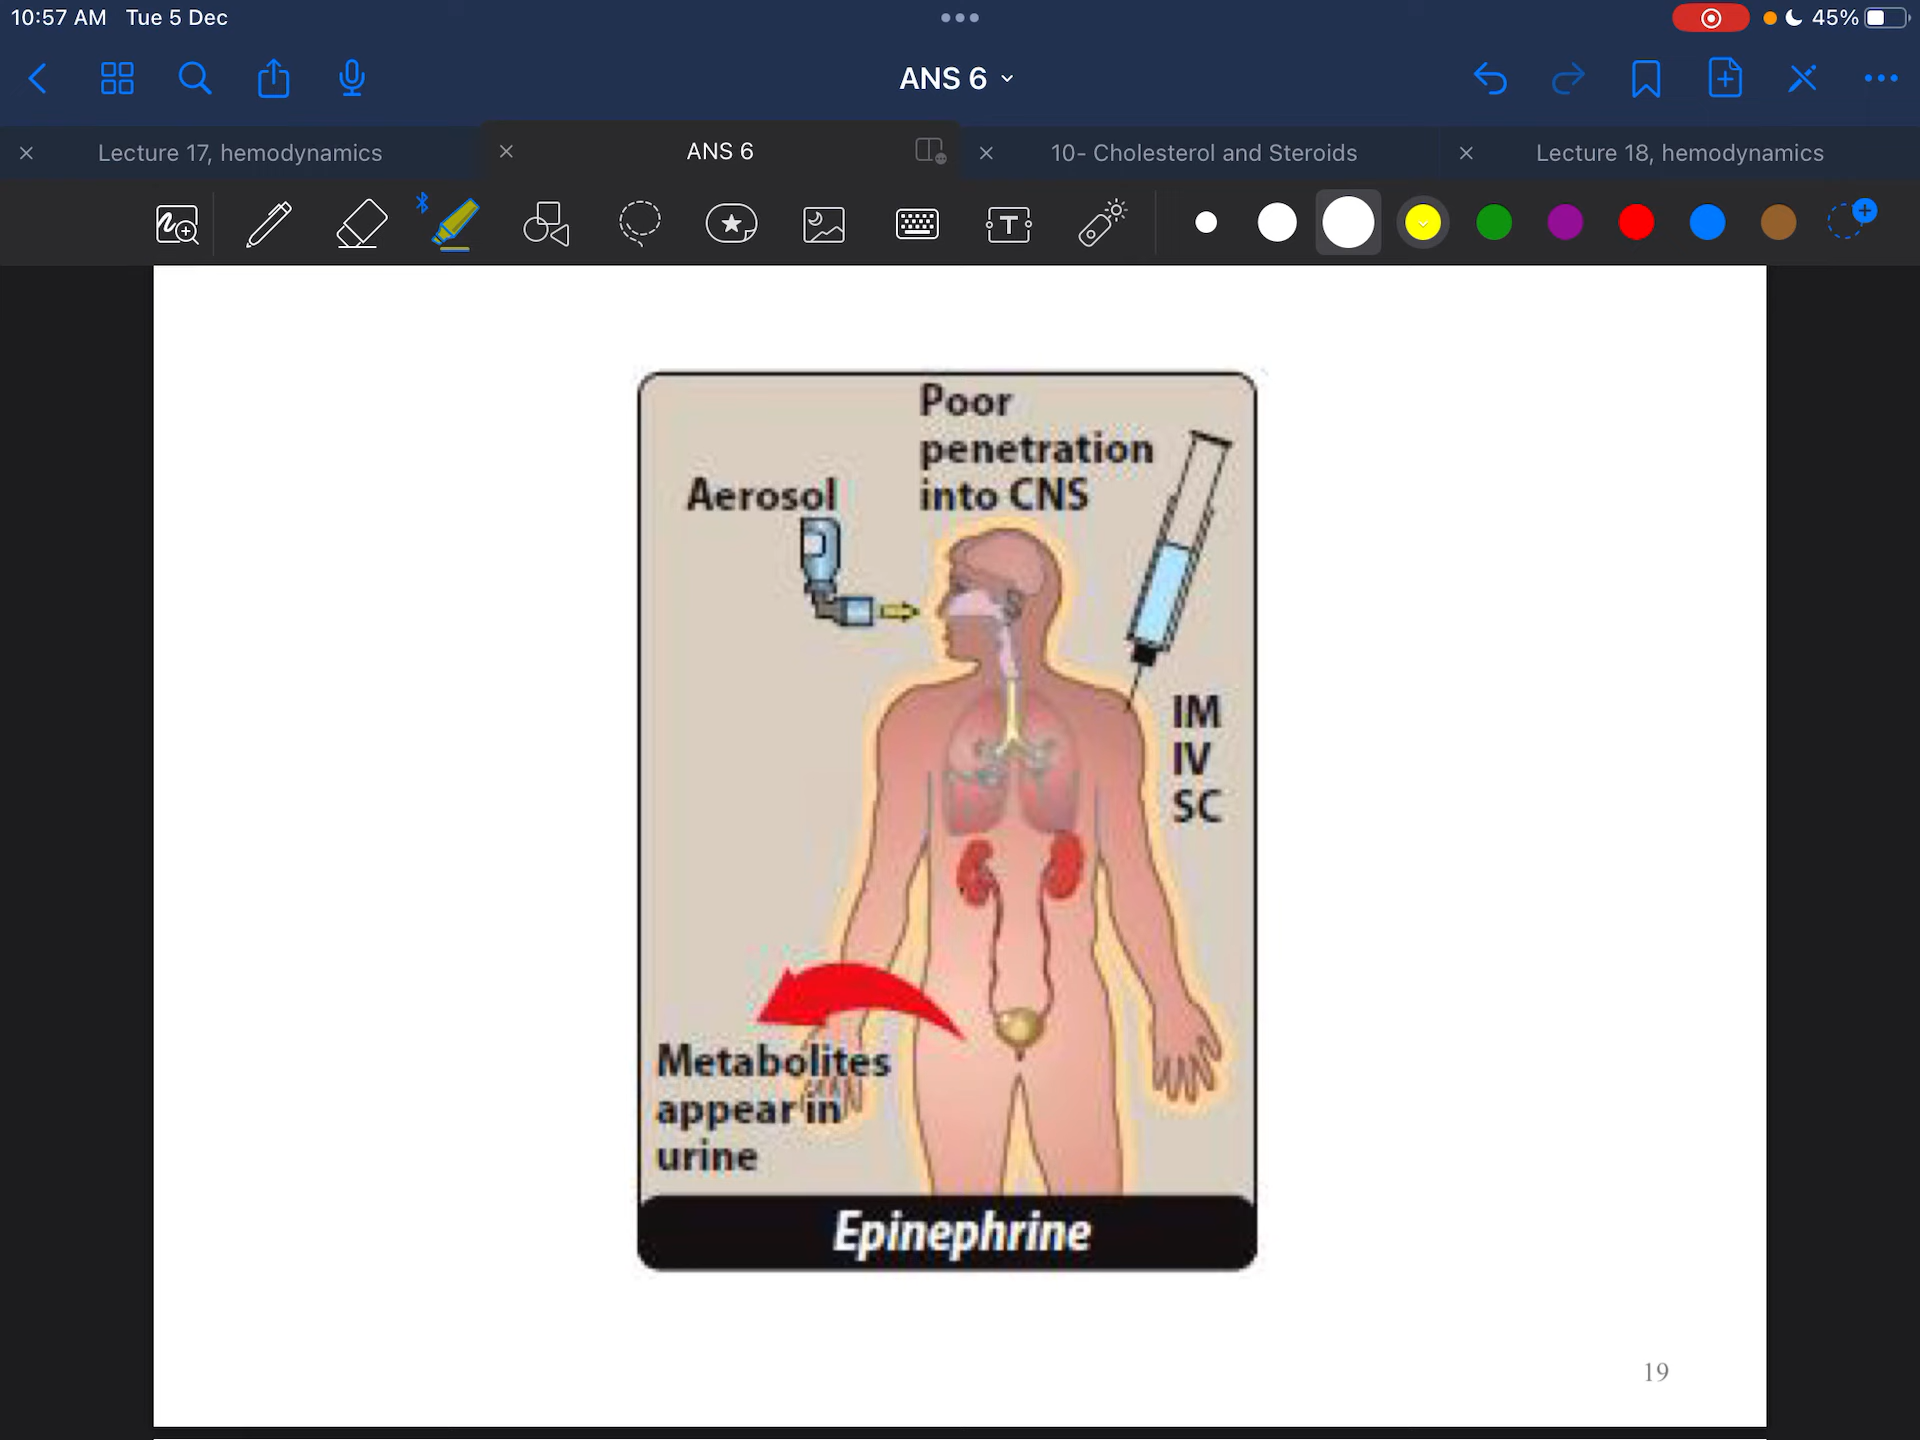 10:57 AM Tue 5 Dec
45%
ANS 6
Lecture 17, hemodynamics
ANS 6
10- Cholesterol and Steroids
Lecture 18, hemodynamics
T
Poor
penetration
into CNS
Aerosol
IM
IV
SC
Metabolites
appear in
urine
Epinephrine
19